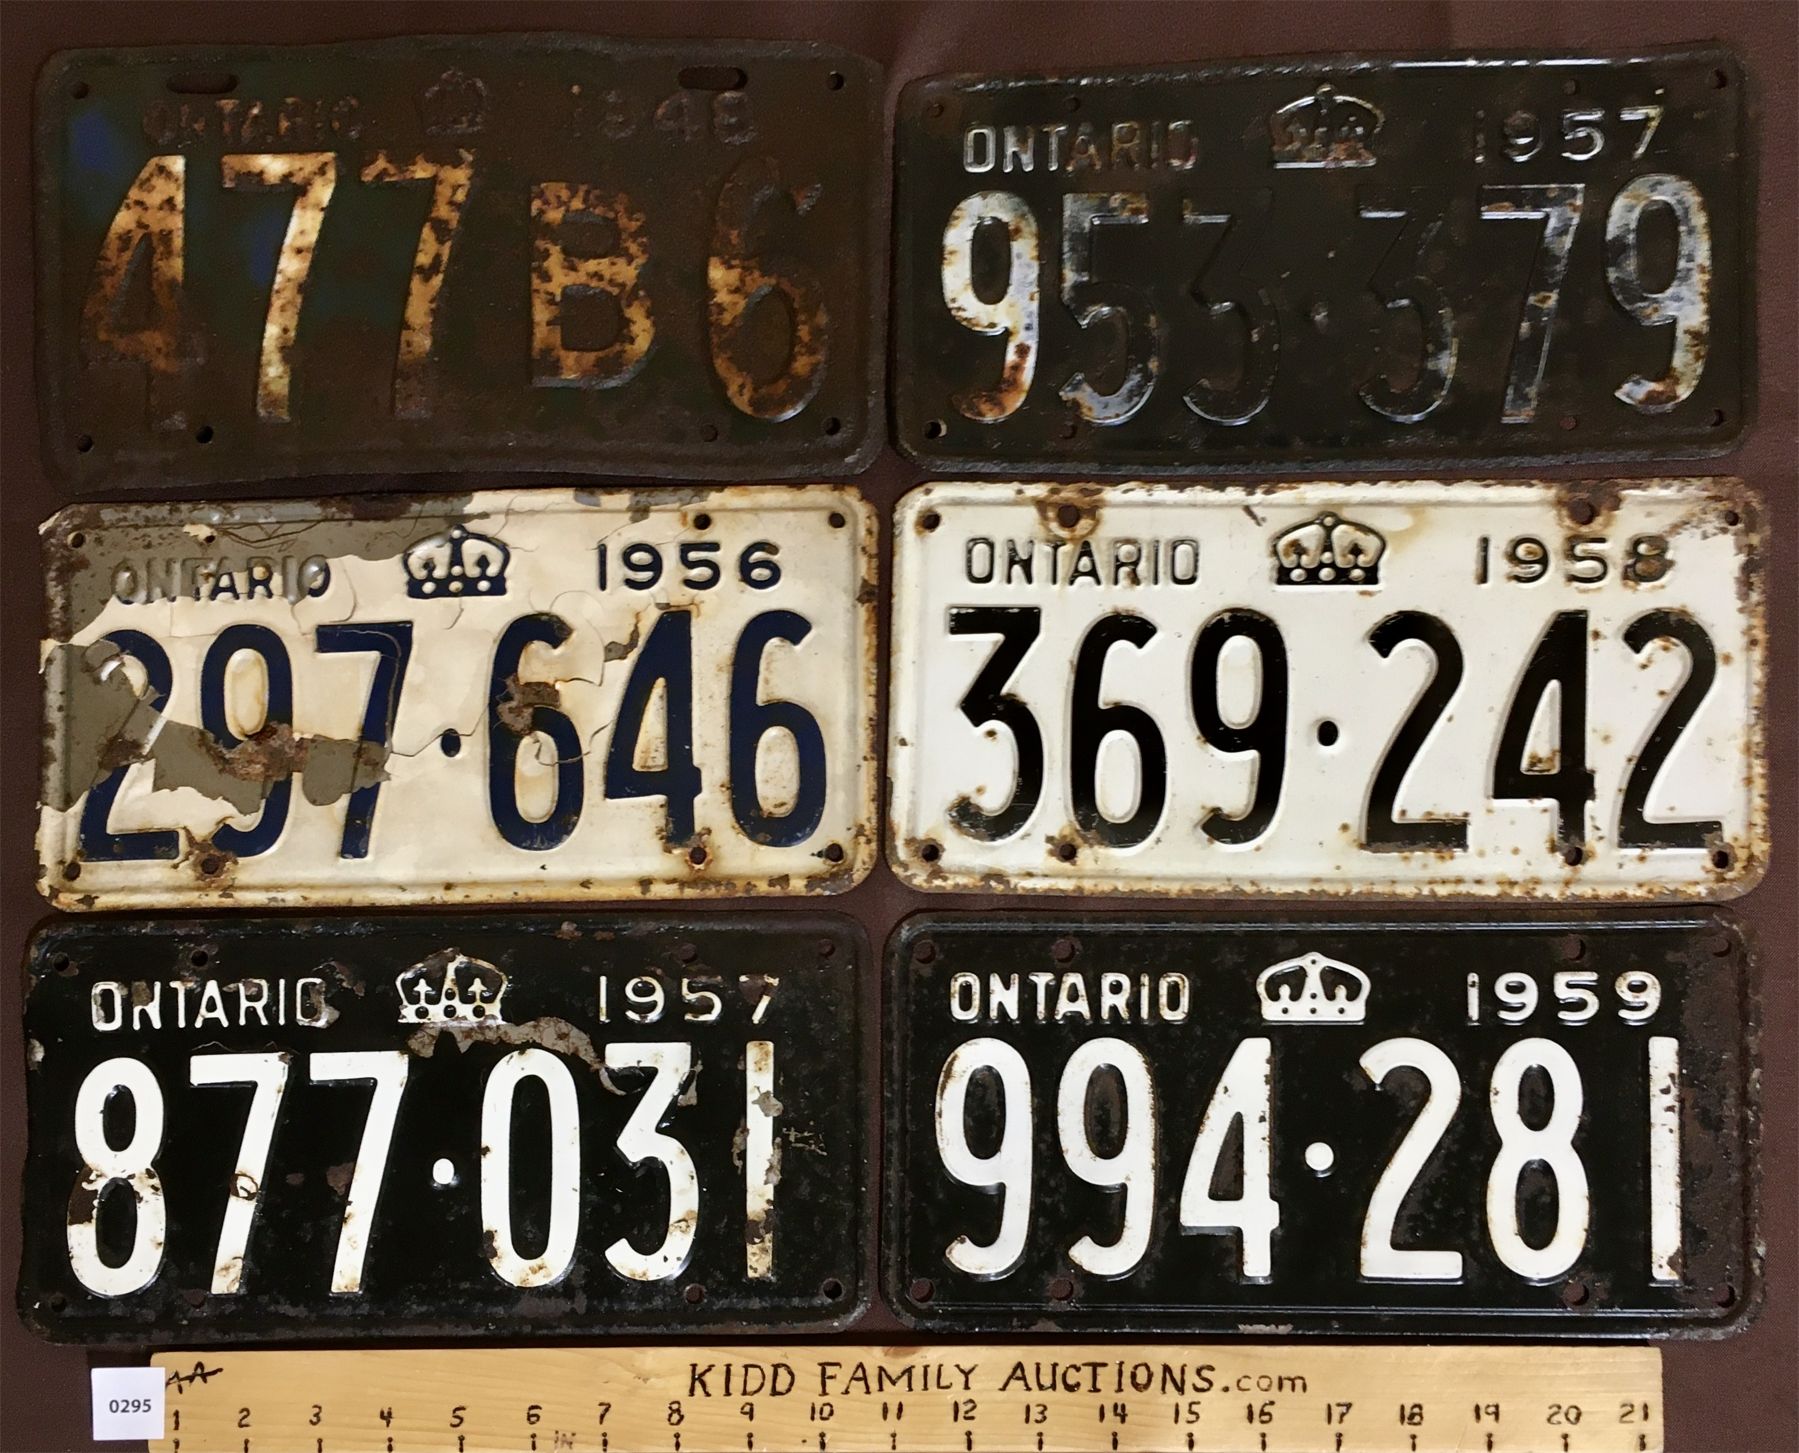 ONTARIO 1948
477B6
ONTARIO 1957
953·379
ONTARIO 1956
297·646
ONTARIO 1958
369·242
ONTARIO 1957
877·031
ONTARIO 1959
994·281
KIDD FAMILY AUCTIONS.com
0295
1 2 3 4 5 6 7 8 9 10 11 12 13 14 15 16 17 18 19 20 21
IN